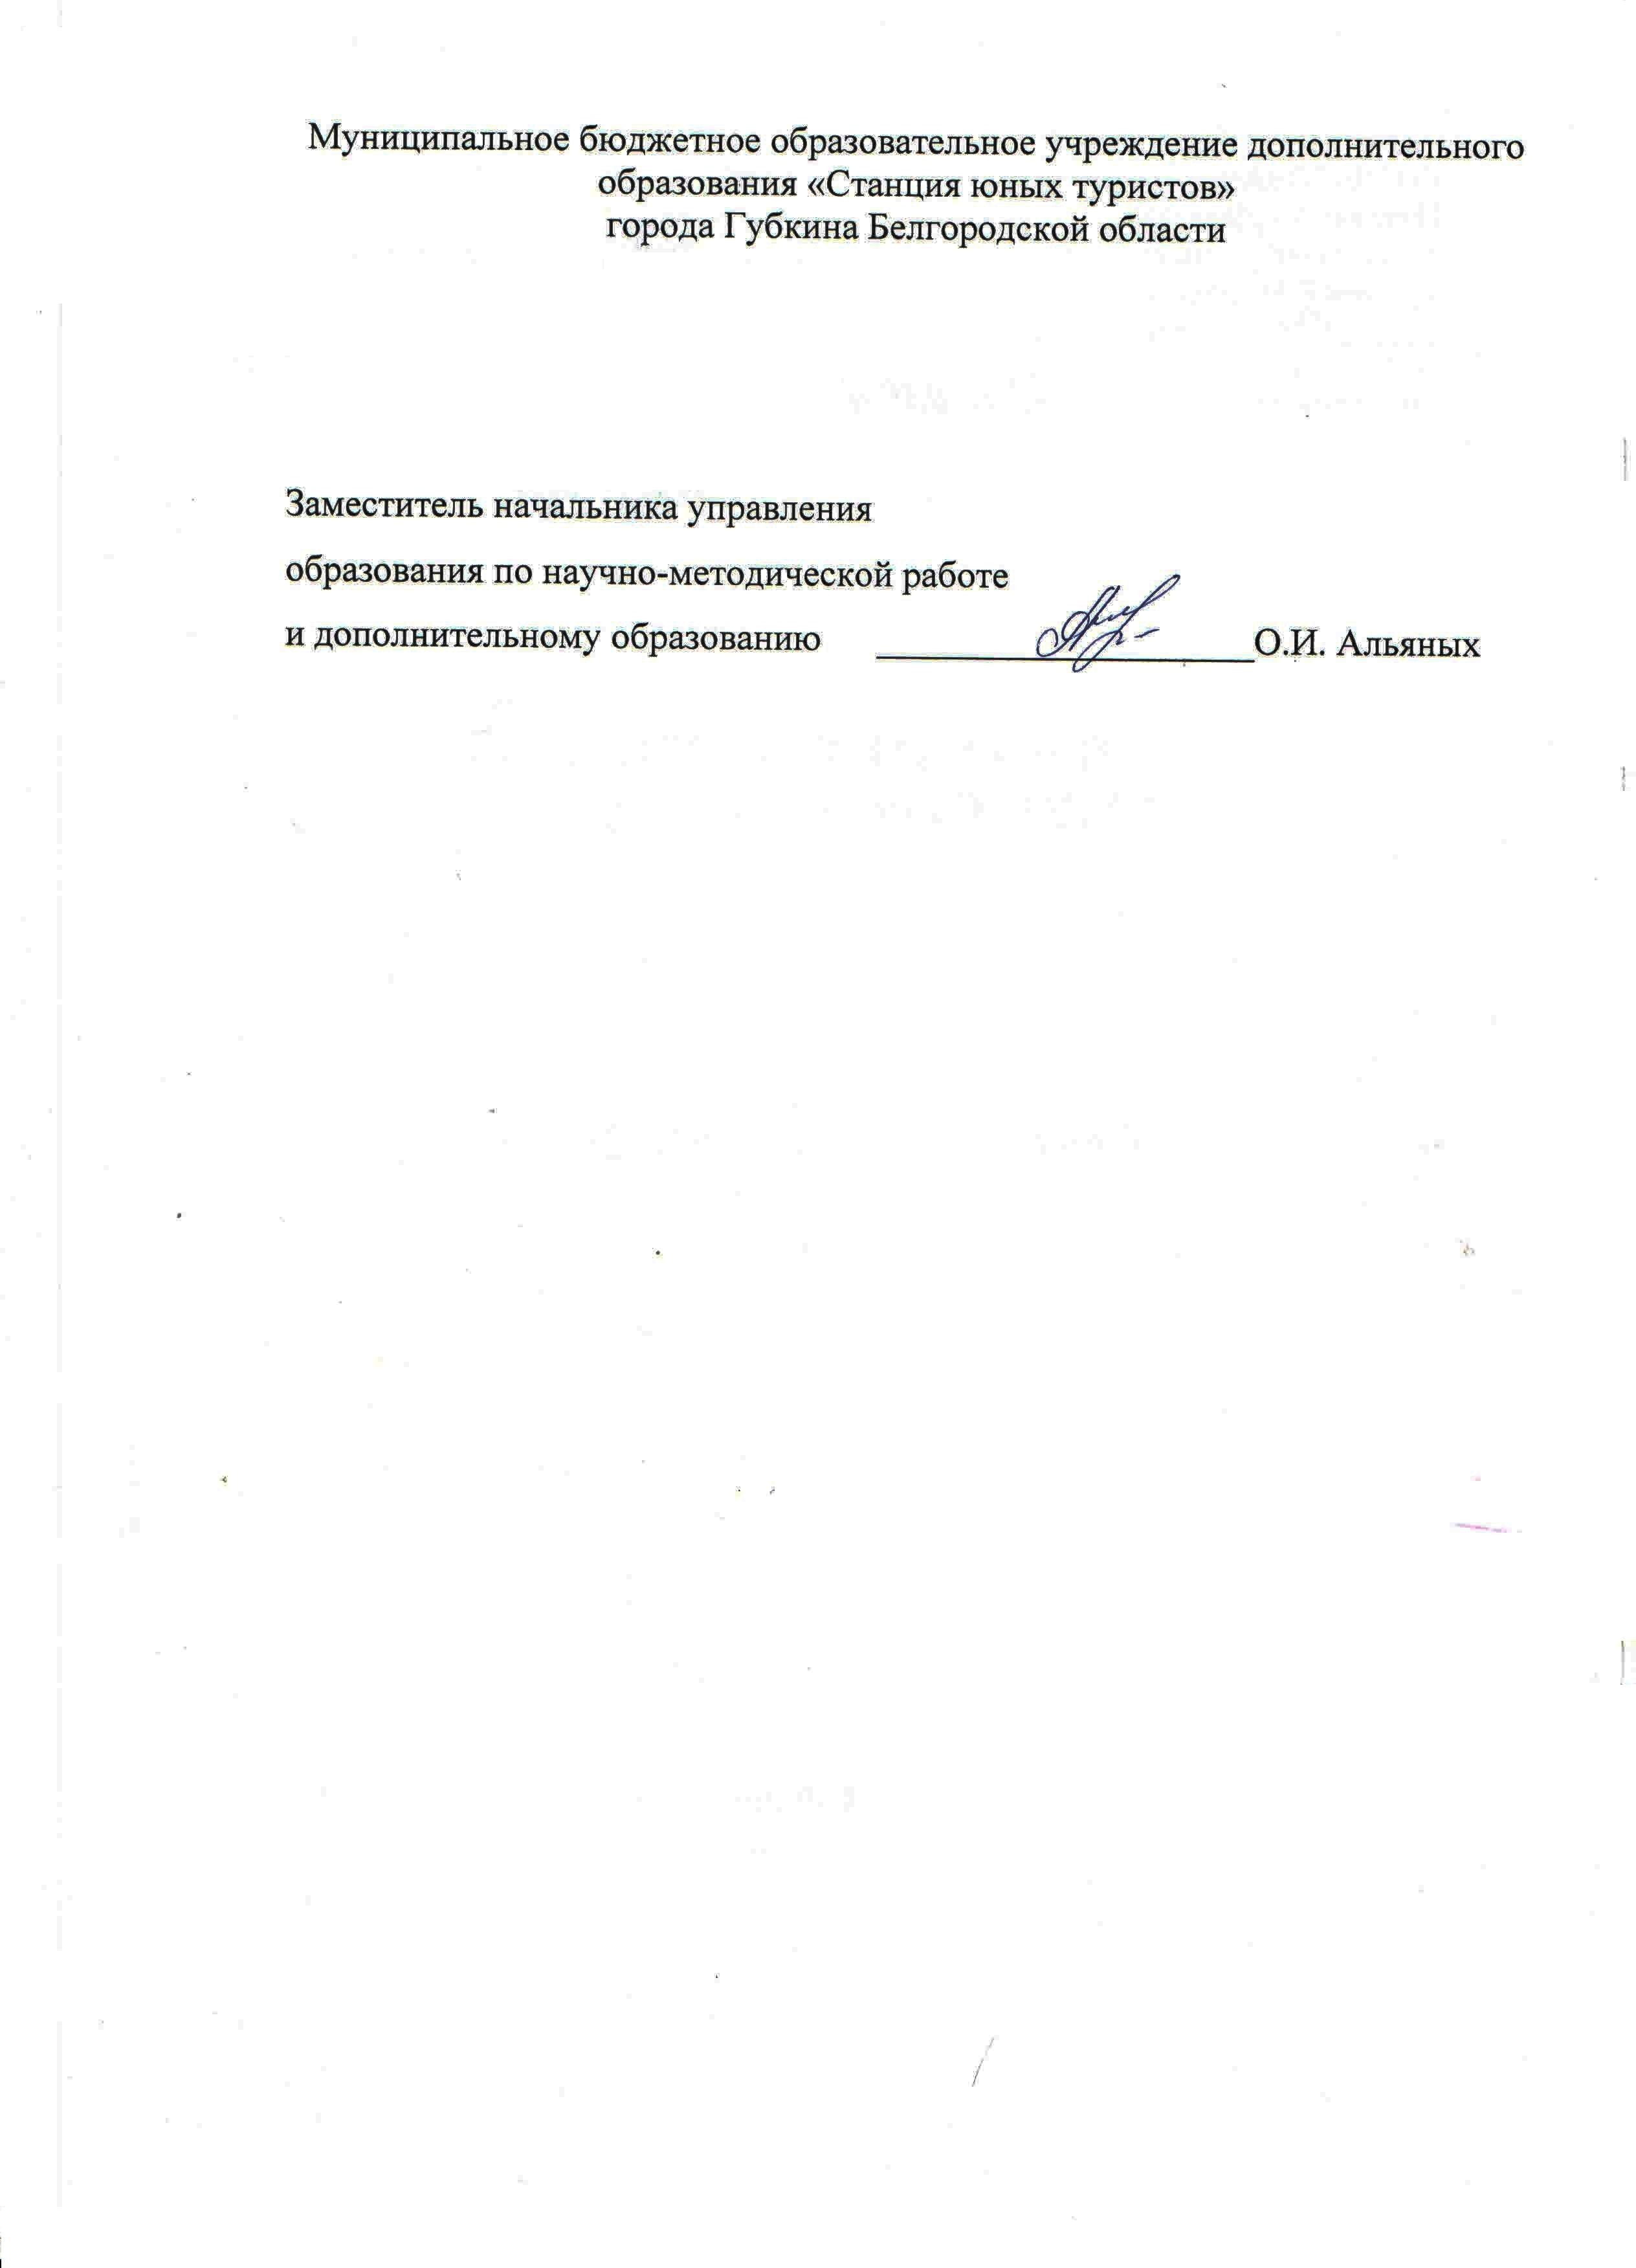 Муниципальное бюджетное образовательное учреждение дополнительного
образования «Станция юных туристов»
города Губкина Белгородской области
Заместитель начальника управления
образования по научно-методической работе
и дополнительному образованию ____________________О.И. Альяных